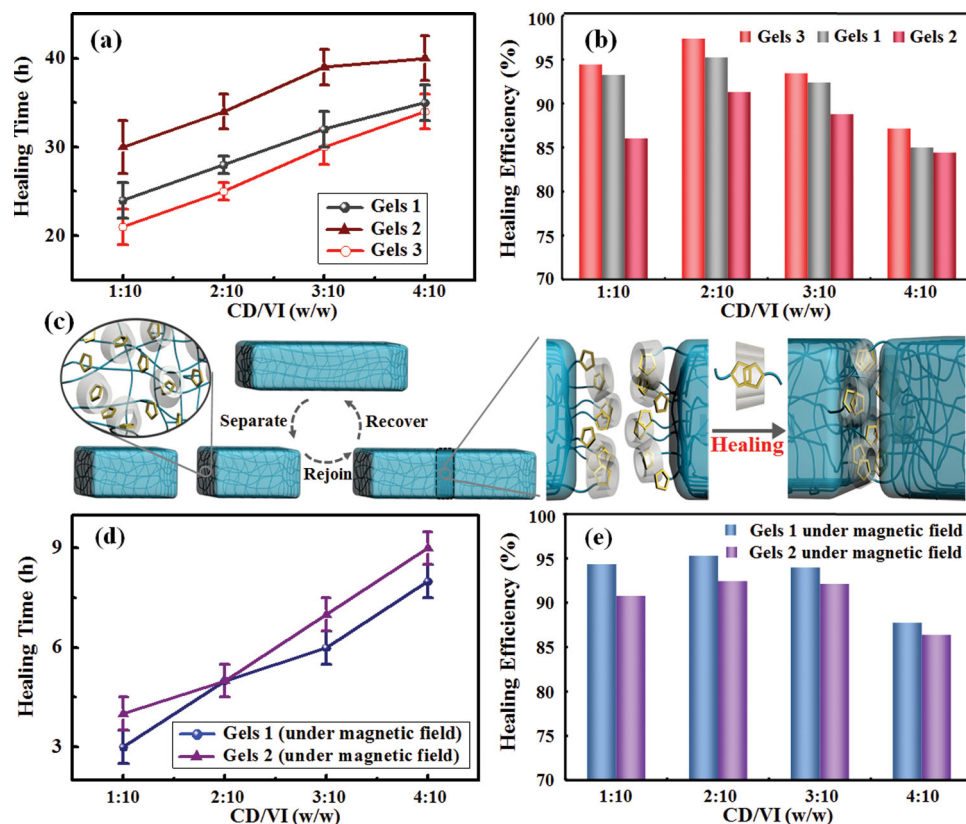 (a)
Healing Time (h)
40
30
20
1:10 2:10 3:10 4:10
CD/VI (w/w)
Gels 1
Gels 2
Gels 3
(b)
Healing Efficiency (%)
100
95
90
85
80
75
70
Gels 3 Gels 1 Gels 2
1:10 2:10 3:10 4:10
CD/VI (w/w)
(c)
Separate
Recover
Rejoin
Healing
(d)
Healing Time (h)
9
6
3
1:10 2:10 3:10 4:10
CD/VI (w/w)
Gels 1 (under magnetic field)
Gels 2 (under magnetic field)
(e)
Healing Efficiency (%)
100
95
90
85
80
75
70
Gels 1 under magnetic field
Gels 2 under magnetic field
1:10 2:10 3:10 4:10
CD/VI (w/w)